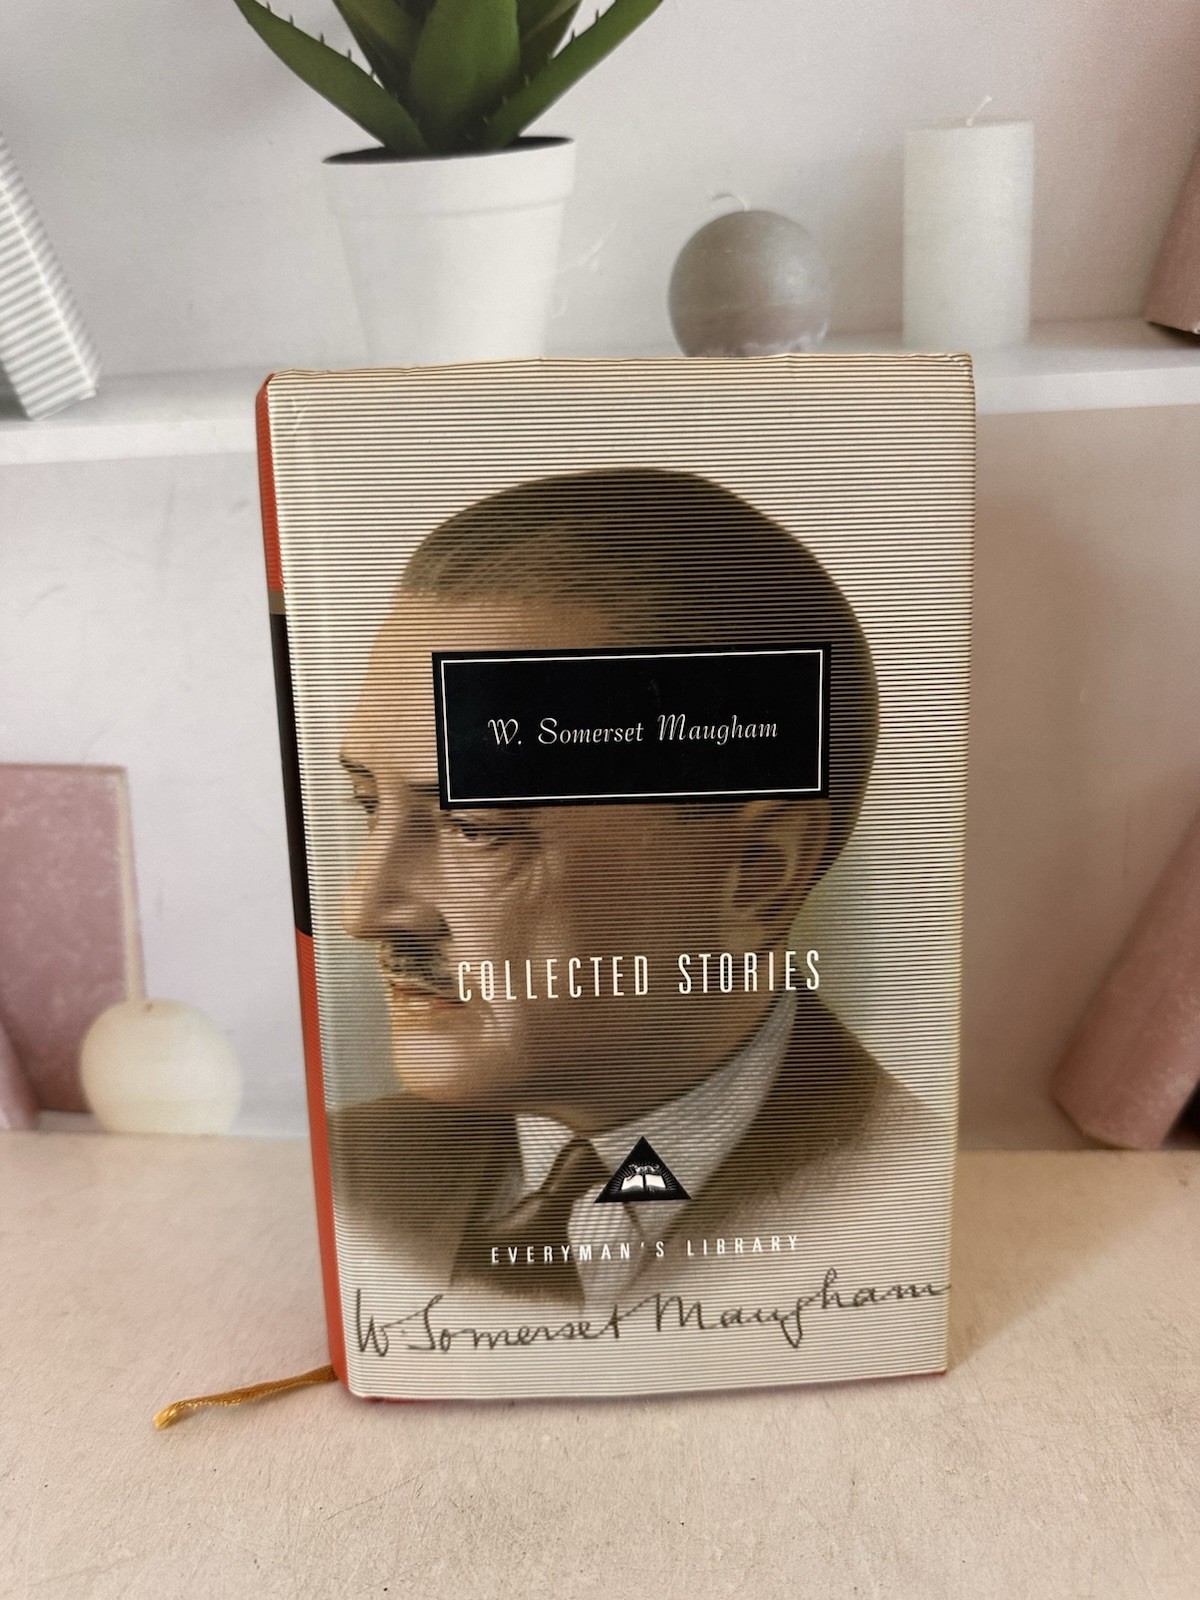 W. Somerset Maugham
COLLECTED STORIES
EVERYMAN'S LIBRARY
W. Somerset Maugham